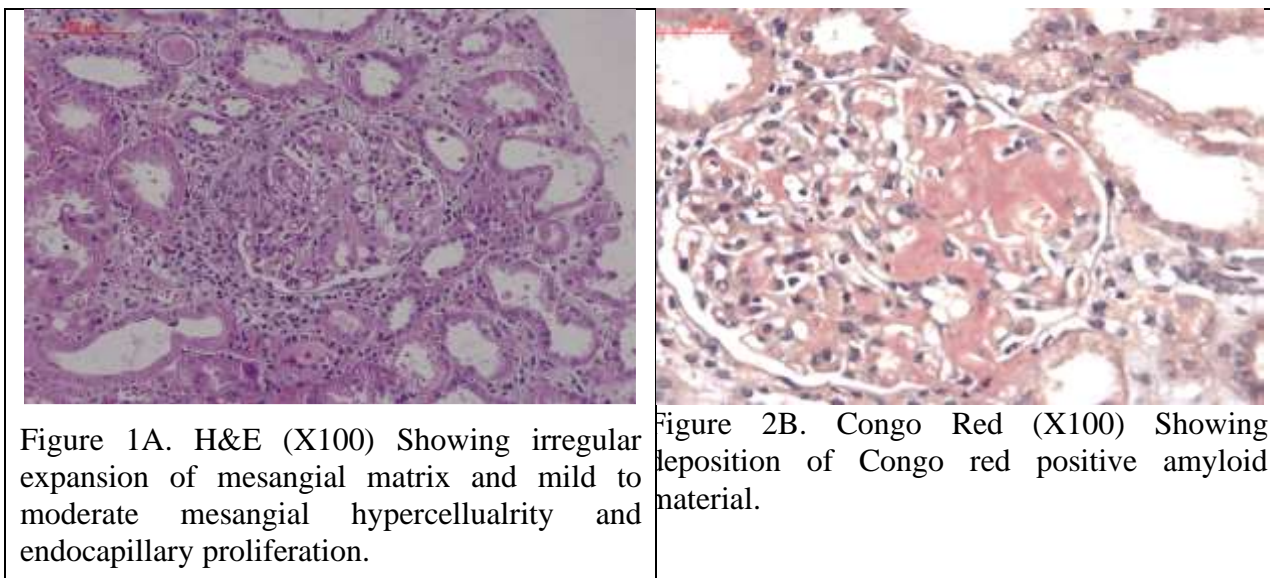 Figure 1A. H&E (X100) Showing irregular
expansion of mesangial matrix and mild to
moderate mesangial hypercellualrity and
endocapillary proliferation.
Figure 2B. Congo Red (X100) Showing
deposition of Congo red positive amyloid
material.